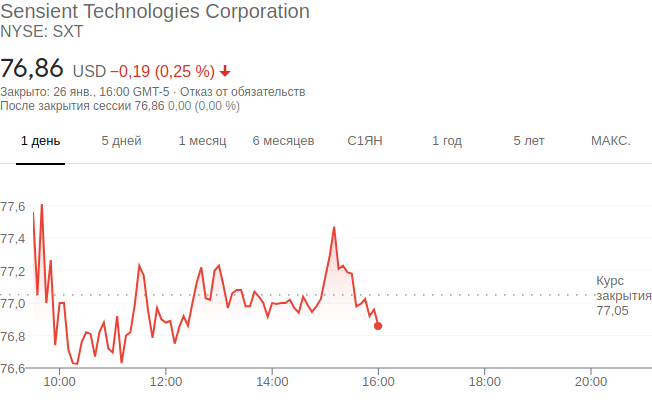 Sensient Technologies Corporation
NYSE: SXT
76,86 USD −0,19 (0,25 %)
Закрыто: 26 янв., 16:00 GMT-5 · Отказ от обязательств
После закрытия сессии 76,86 0,00 (0,00 %)
1 день 5 дней 1 месяц 6 месяцев С1ЯН 1 год 5 лет МАКС.
77,6
77,4
77,2
77,0
76,8
76,6
Курс
закрытия
77,05
10:00 12:00 14:00 16:00 18:00 20:00